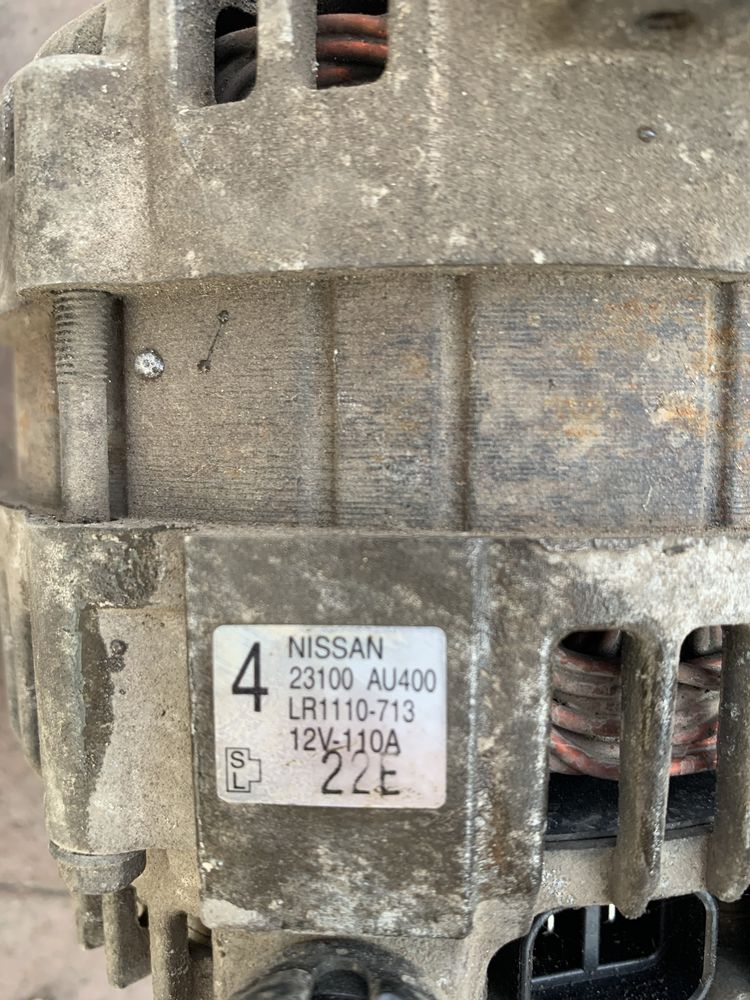 4
NISSAN
23100 AU400
LR1110-713
12V-110A
S
L
22E